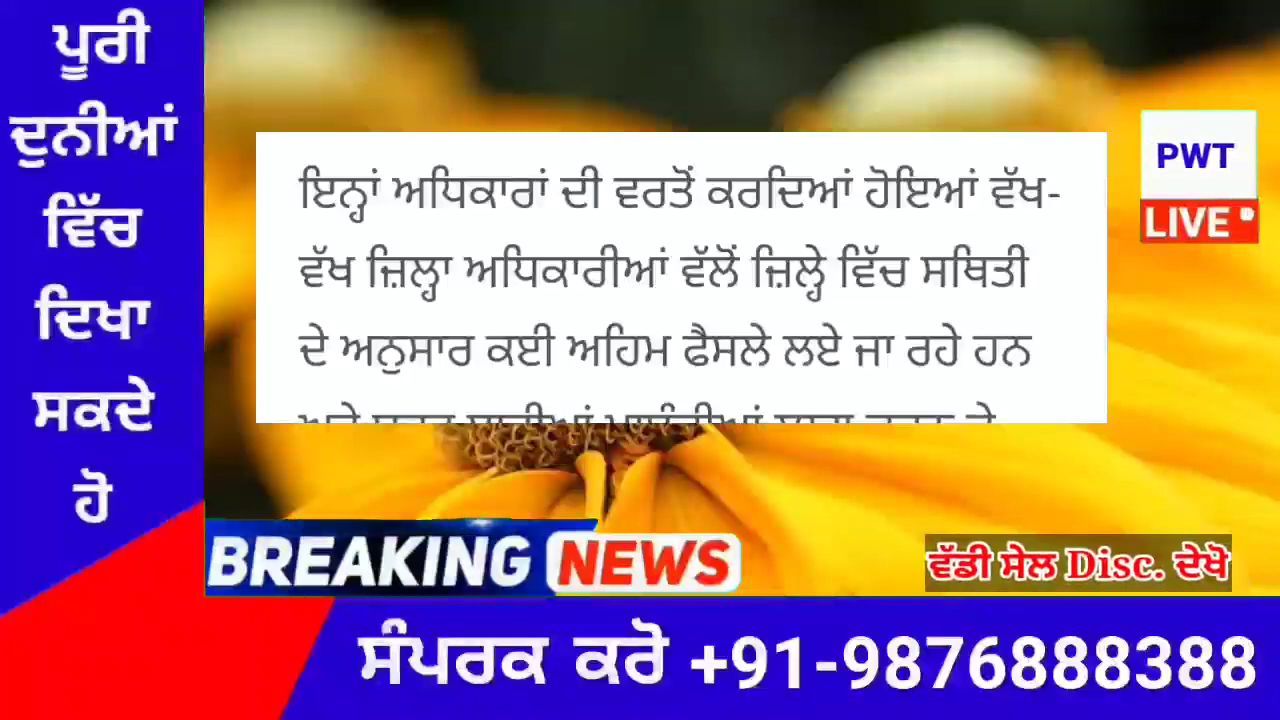 ਪੂਰੀ
ਦੁਨੀਆਂ
ਵਿੱਚ
ਦਿਖਾ
ਸਕਦੇ
ਹੋ
ਇਨ੍ਹਾਂ ਅਧਿਕਾਰਾਂ ਦੀ ਵਰਤੋਂ ਕਰਦਿਆਂ ਹੋਇਆਂ ਵੱਖ-
ਵੱਖ ਜ਼ਿਲ੍ਹਾ ਅਧਿਕਾਰੀਆਂ ਵੱਲੋਂ ਜ਼ਿਲ੍ਹੇ ਵਿੱਚ ਸਥਿਤੀ
ਦੇ ਅਨੁਸਾਰ ਕਈ ਅਹਿਮ ਫੈਸਲੇ ਲਏ ਜਾ ਰਹੇ ਹਨ
PWT
LIVE
BREAKING NEWS
ਵੱਡੀ ਸੇਲ Disc. ਦੇਖੋ
ਸੰਪਰਕ ਕਰੋ +91-9876888388